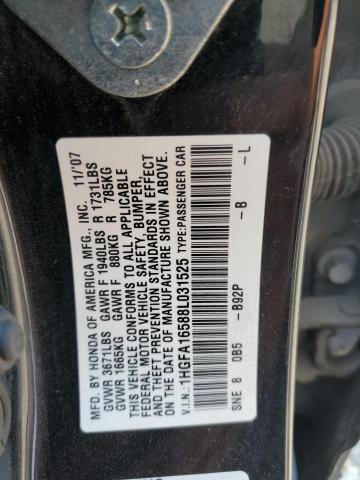 MFD. BY HONDA OF AMERICA MFG., INC. 11/'07
GVWR 3671LBS GAWR F 1940LBS R 1731LBS
GVWR 1665KG GAWR F 880KG R 785KG
THIS VEHICLE CONFORMS TO ALL APPLICABLE
FEDERAL MOTOR VEHICLE SAFETY, BUMPER,
AND THEFT PREVENTION STANDARDS IN EFFECT
ON THE DATE OF MANUFACTURE SHOWN ABOVE.
V.I.N.: 1HGFA16588L031525 TYPE:PASSENGER CAR
SNE 8 0B5 -B92P -B -L